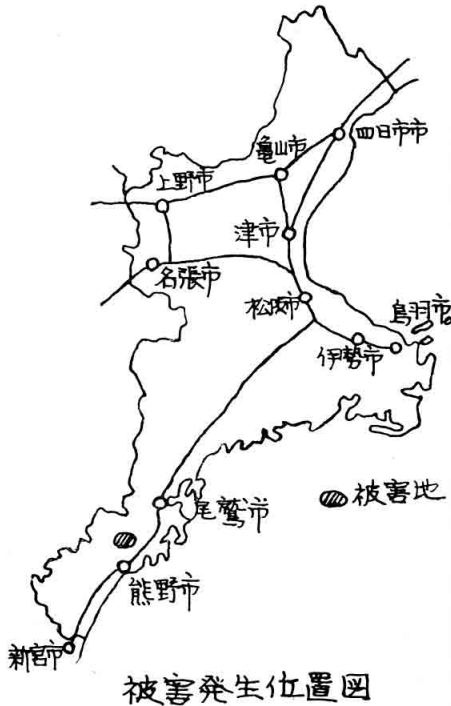 四日市市
亀山市
上野市
津市
名張市
松阪市
鳥羽市
伊勢市
被害地
尾鷲市
熊野市
新宮市
被害発生位置図